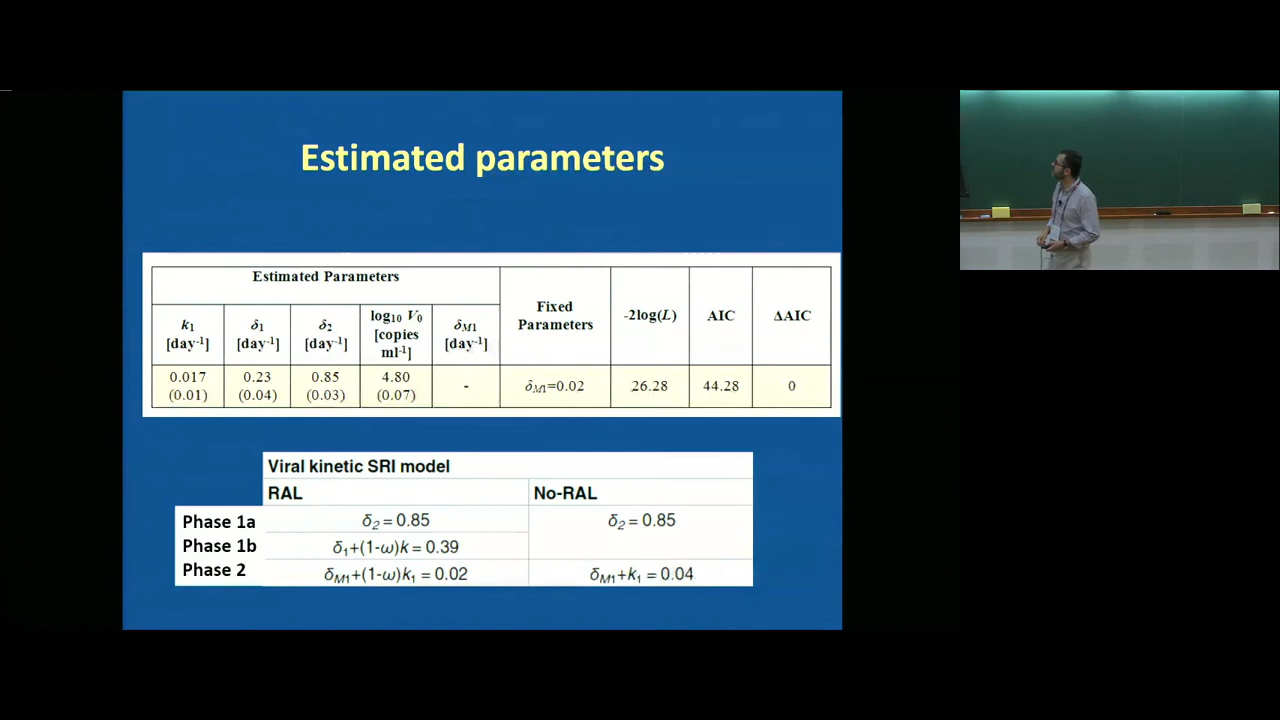 Estimated parameters
Estimated Parameters
Fixed
Parameters
-2log(L)
AIC
ΔAIC
k₁
[day⁻¹]
δ₁
[day⁻¹]
δ₂
[day⁻¹]
log₁₀ V₀
[copies
ml⁻¹]
δM1
[day⁻¹]
0.017
(0.01)
0.23
(0.04)
0.85
(0.03)
4.80
(0.07)
-
δM1=0.02
26.28
44.28
0
Viral kinetic SRI model
RAL
No-RAL
Phase 1a
δ₂ = 0.85
δ₂ = 0.85
Phase 1b
δ₁+(1-ω)k = 0.39
Phase 2
δM1+(1-ω)k₁ = 0.02
δM1+k₁ = 0.04